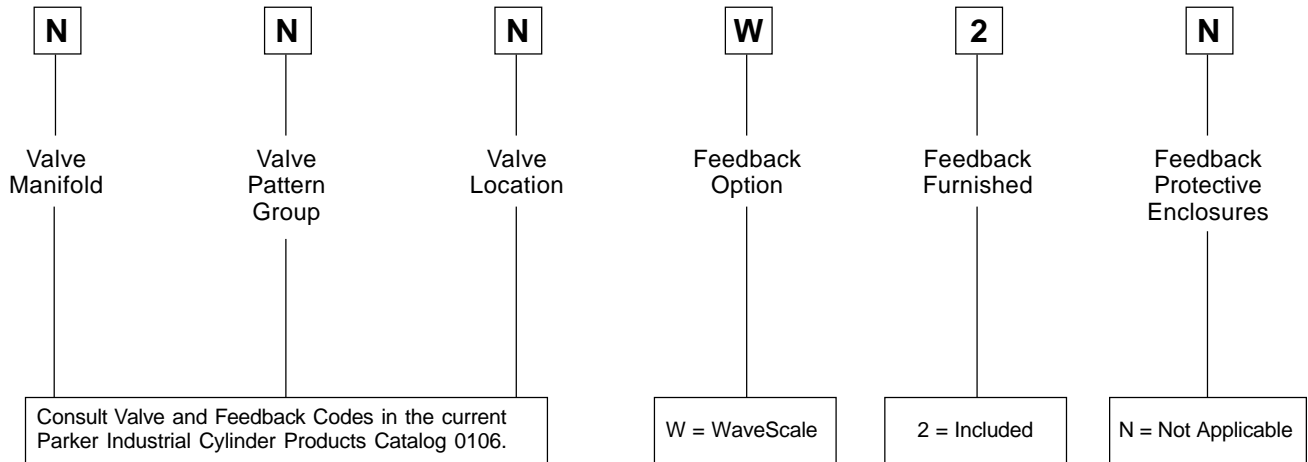 N N N W 2 N
Valve Manifold
Valve Pattern Group
Valve Location
Feedback Option
Feedback Furnished
Feedback Protective Enclosures
Consult Valve and Feedback Codes in the current
Parker Industrial Cylinder Products Catalog 0106.
W = WaveScale
2 = Included
N = Not Applicable